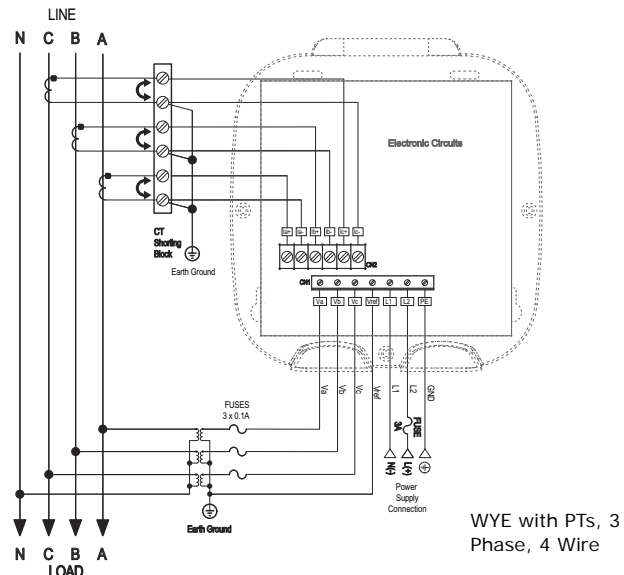 LINE
N C B A
Electronic Circuits
CT
Shorting
Block
Earth Ground
Ia+ Ia- Ib+ Ib- Ic+ Ic-
CN2
CN1
Va Vb Vc Vref L1 L2 PE
Va Vb Vc Vref L1 L2 GND
FUSES
3 x 0.1A
FUSE
3A
N(-) L(+)
Power
Supply
Connection
Earth Ground
WYE with PTs, 3
Phase, 4 Wire
N C B A
LOAD